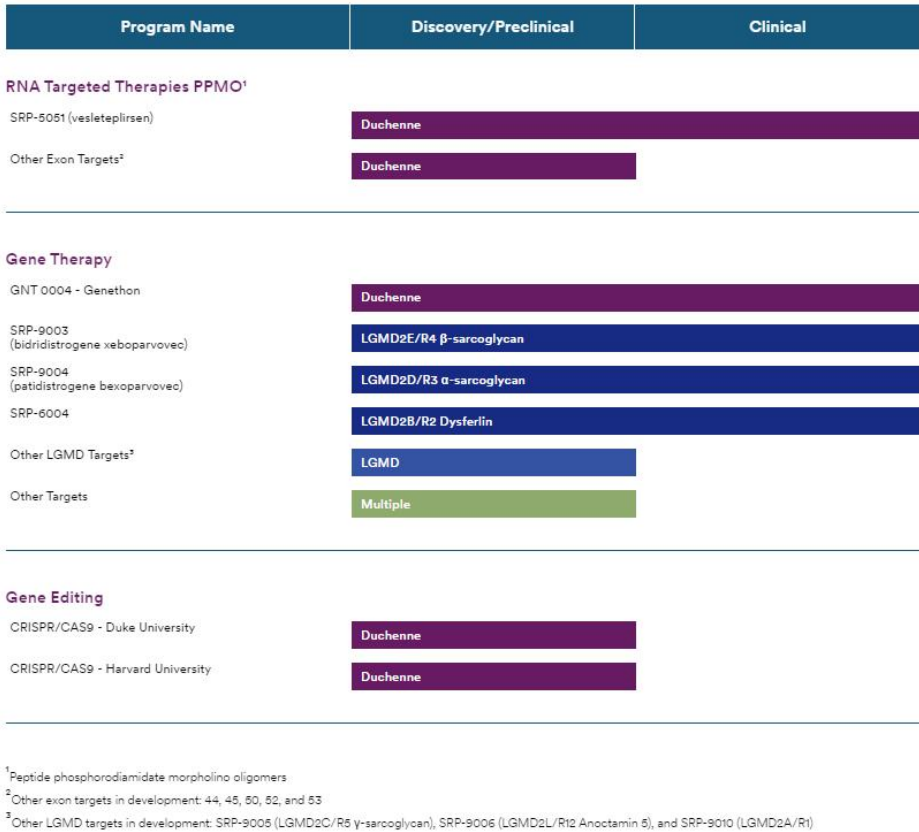 Program Name Discovery/Preclinical Clinical
RNA Targeted Therapies PPMO¹
SRP-5051 (vesleteplirsen) Duchenne
Other Exon Targets² Duchenne
Gene Therapy
GNT 0004 - Genethon Duchenne
SRP-9003
(bidridistrogene xeboparvovec) LGMD2E/R4 β-sarcoglycan
SRP-9004
(patidistrogene bexoparvovec) LGMD2D/R3 α-sarcoglycan
SRP-6004 LGMD2B/R2 Dysferlin
Other LGMD Targets³ LGMD
Other Targets Multiple
Gene Editing
CRISPR/CAS9 - Duke University Duchenne
CRISPR/CAS9 - Harvard University Duchenne
¹Peptide phosphorodiamidate morpholino oligomers
²Other exon targets in development: 44, 45, 50, 52, and 53
³Other LGMD targets in development: SRP-9005 (LGMD2C/R5 γ-sarcoglycan), SRP-9006 (LGMD2L/R12 Anoctamin 5), and SRP-9010 (LGMD2A/R1)